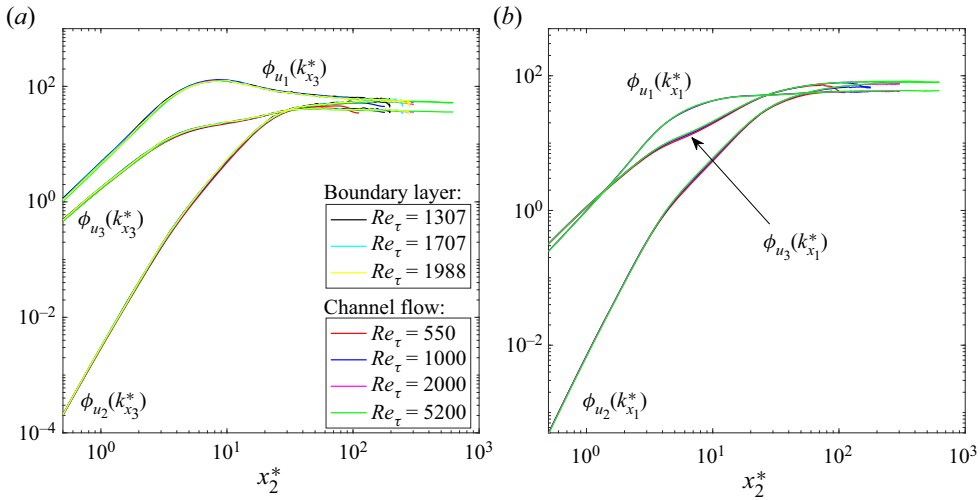 (a)
(b)
10^2
10^0
10^{-2}
10^{-4}
ϕ_{u_1}(k^*_{x_3})
ϕ_{u_3}(k^*_{x_3})
ϕ_{u_2}(k^*_{x_3})
Boundary layer:
Re_τ = 1307
Re_τ = 1707
Re_τ = 1988
Channel flow:
Re_τ = 550
Re_τ = 1000
Re_τ = 2000
Re_τ = 5200
10^0 10^1 10^2 10^3
x^*_2
10^2
10^0
10^{-2}
ϕ_{u_1}(k^*_{x_1})
ϕ_{u_3}(k^*_{x_1})
ϕ_{u_2}(k^*_{x_1})
10^0 10^1 10^2 10^3
x^*_2